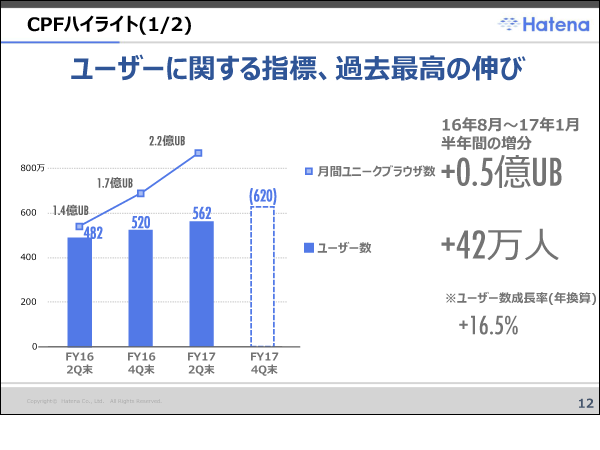 CPFハイライト(1/2)
Hatena
ユーザーに関する指標、過去最高の伸び
16年8月～17年1月
半年間の増分
+0.5億UB
+42万人
※ユーザー数成長率(年換算)
+16.5%
月間ユニークブラウザ数
ユーザー数
800万
600
400
200
0
1.4億UB
1.7億UB
2.2億UB
482
520
562
(620)
FY16
2Q末
FY16
4Q末
FY17
2Q末
FY17
4Q末
Copyright© Hatena Co., Ltd. All Rights Reserved.
12